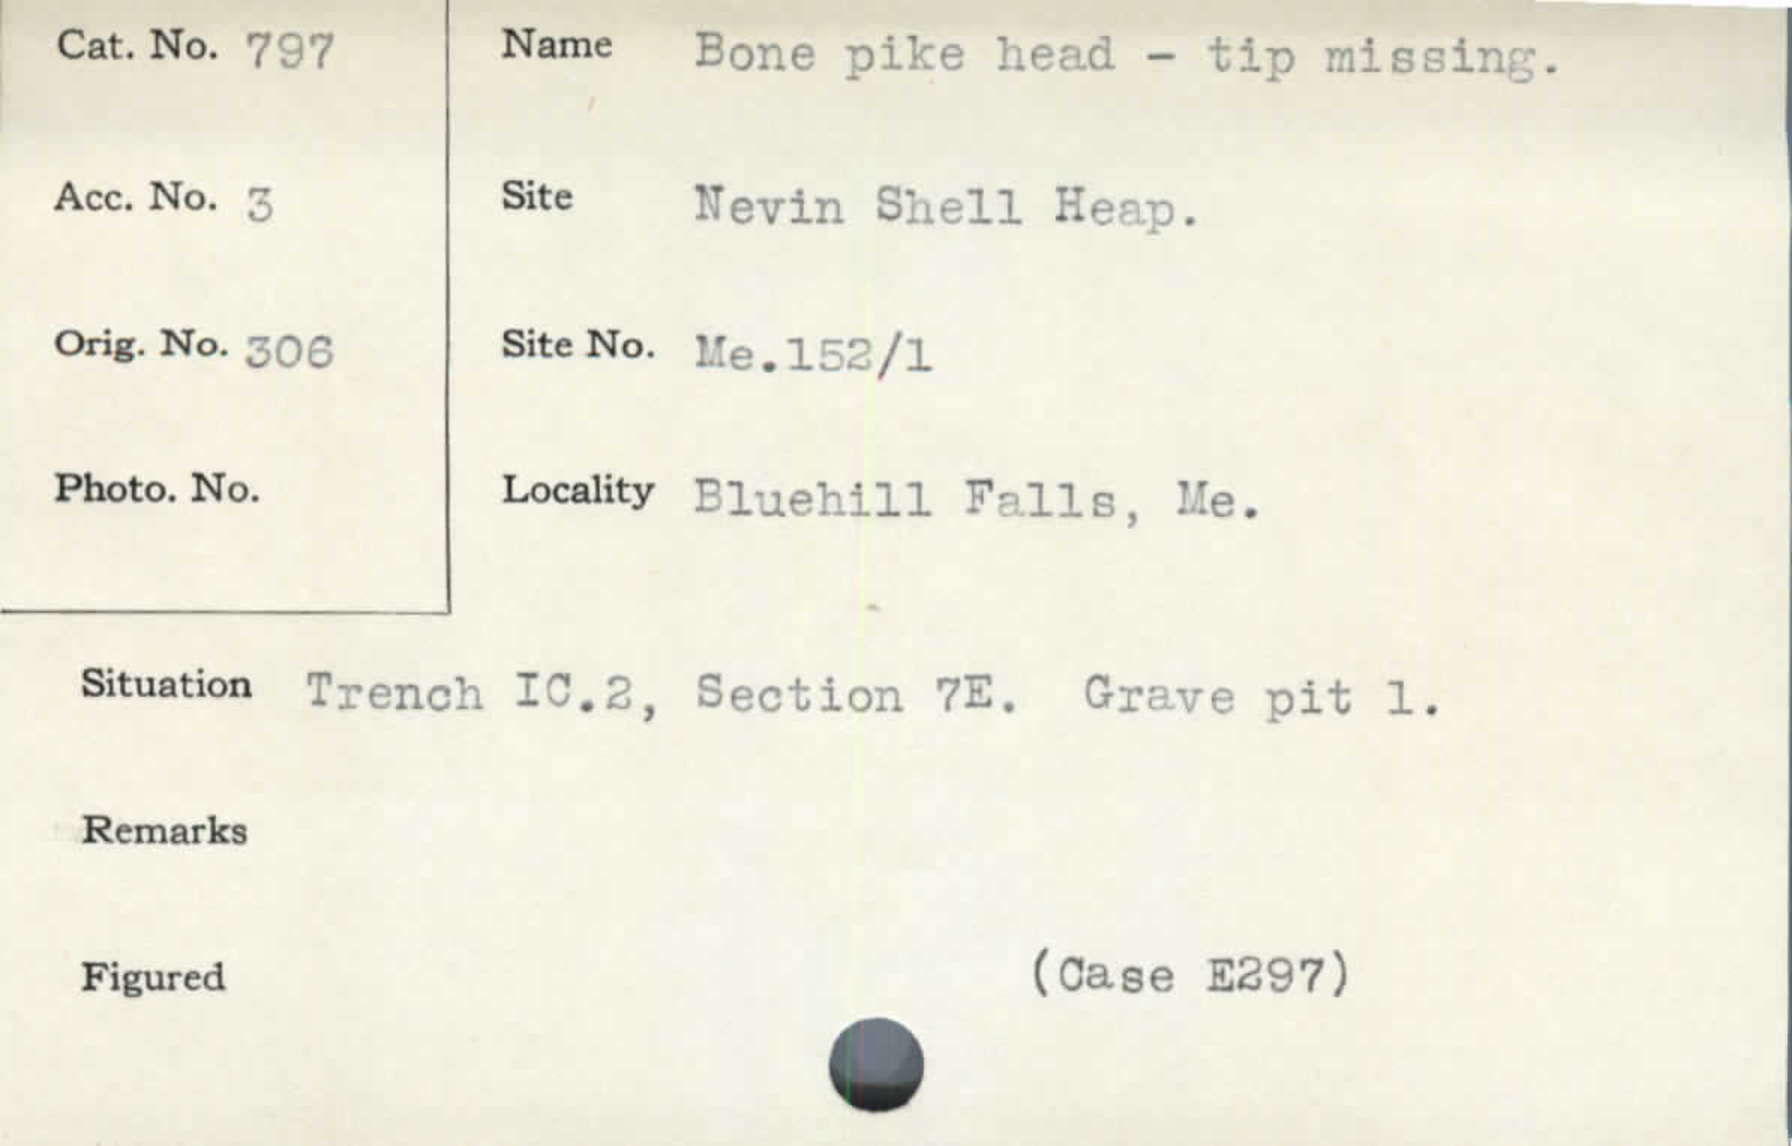 Cat. No. 797
Name Bone pike head - tip missing.
Acc. No. 3
Site Nevin Shell Heap.
Orig. No. 306
Site No. Me.152/1
Photo. No.
Locality Bluehill Falls, Me.
Situation Trench IC.2, Section 7E. Grave pit 1.
Remarks
Figured
(Case E297)